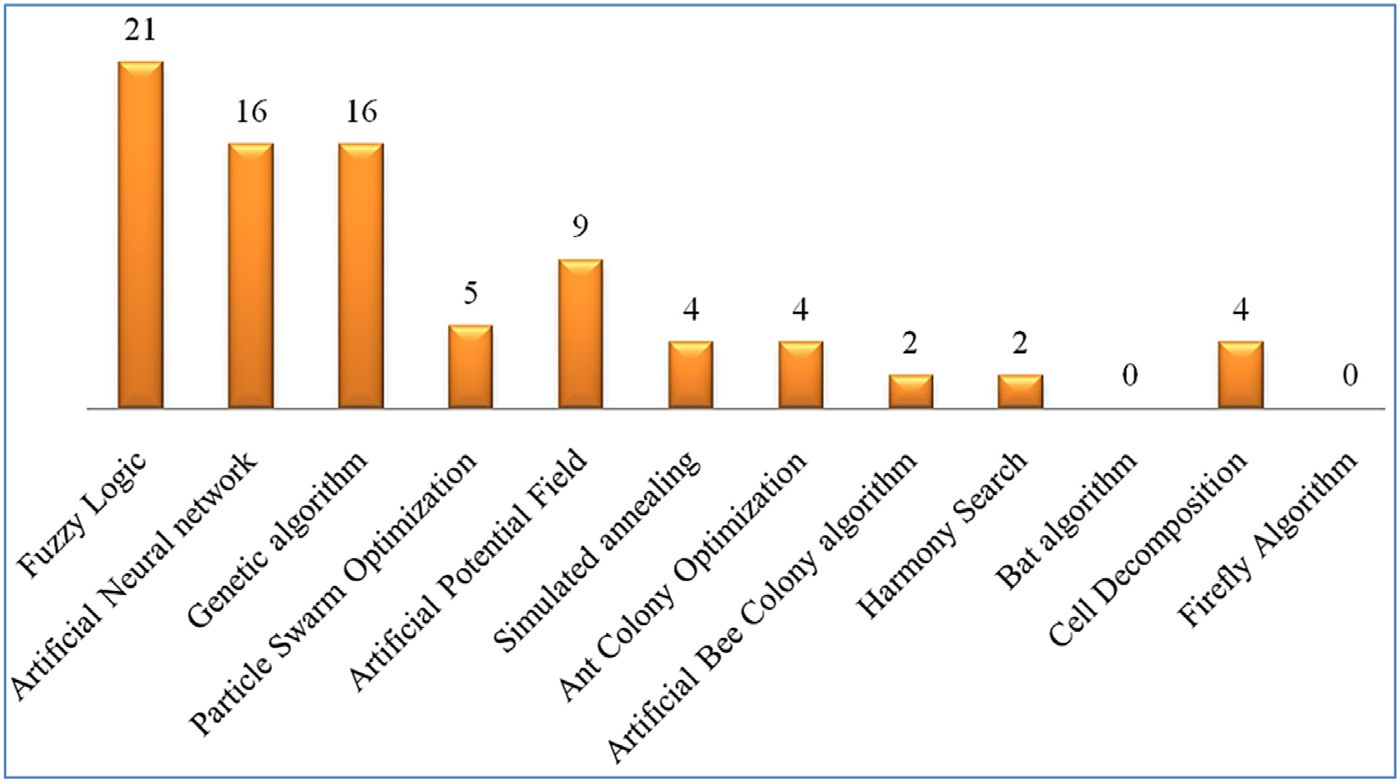 21
16
16
5
9
4
4
2
2
0
4
0
Fuzzy Logic
Artificial Neural network
Genetic algorithm
Particle Swarm Optimization
Artificial Potential Field
Simulated annealing
Ant Colony Optimization
Artificial Bee Colony algorithm
Harmony Search
Bat algorithm
Cell Decomposition
Firefly Algorithm